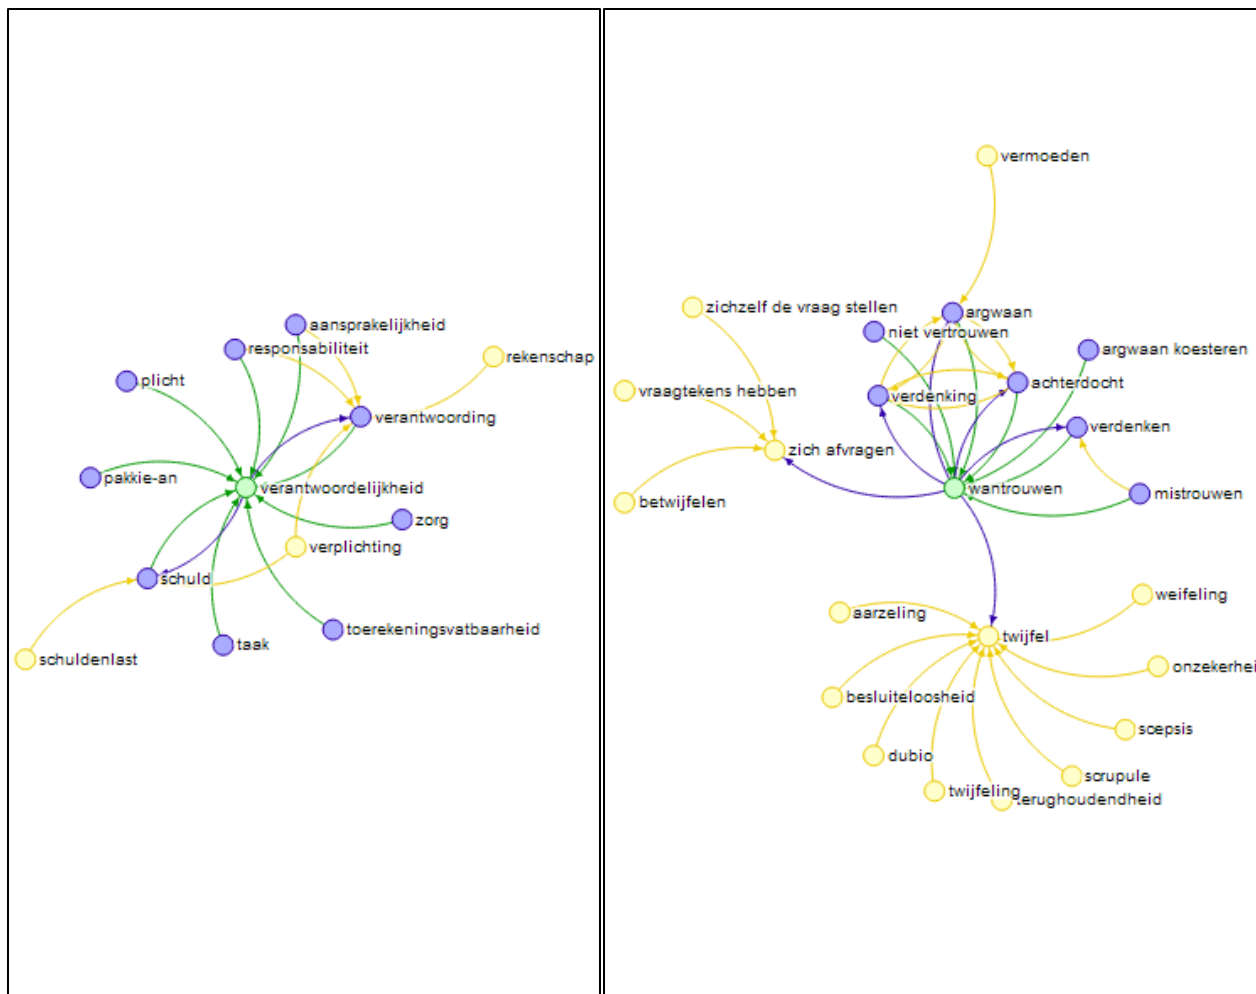 aansprakelijkheid
responsabiliteit
rekenschap
plicht
verantwoording
pakkie-an
verantwoordelijkheid
zorg
verplichting
schuld
toerekeningsvatbaarheid
taak
schuldenlast
vermoeden
zichzelf de vraag stellen
argwaan
niet vertrouwen
argwaan koesteren
achterdocht
vraagtekens hebben
verdenking
verdenken
zich afvragen
wantrouwen
mistrouwen
betwijfelen
weifeling
aarzeling
twijfel
onzekerhei
besluiteloosheid
scepsis
dubio
scrupule
twijfeling
terughoudendheid